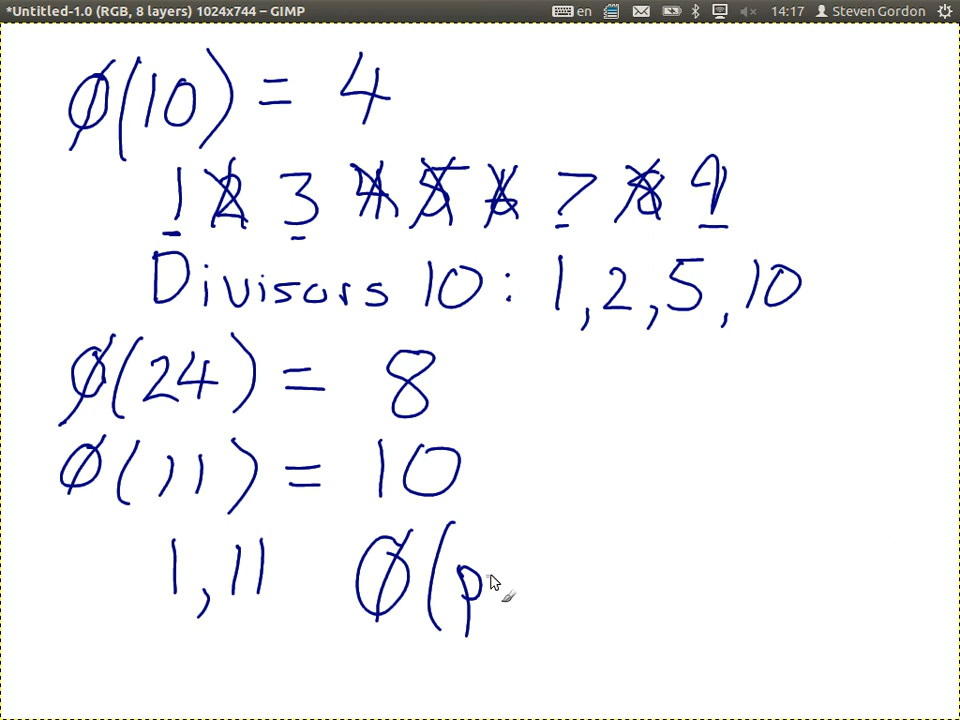 *Untitled-1.0 (RGB, 8 layers) 1024x744 – GIMP en 14:17 Steven Gordon
ϕ(10) = 4
1 2 3 4 5 6 7 8 9
Divisors 10 : 1, 2, 5, 10
ϕ(24) = 8
ϕ(11) = 10
1, 11 ϕ(p